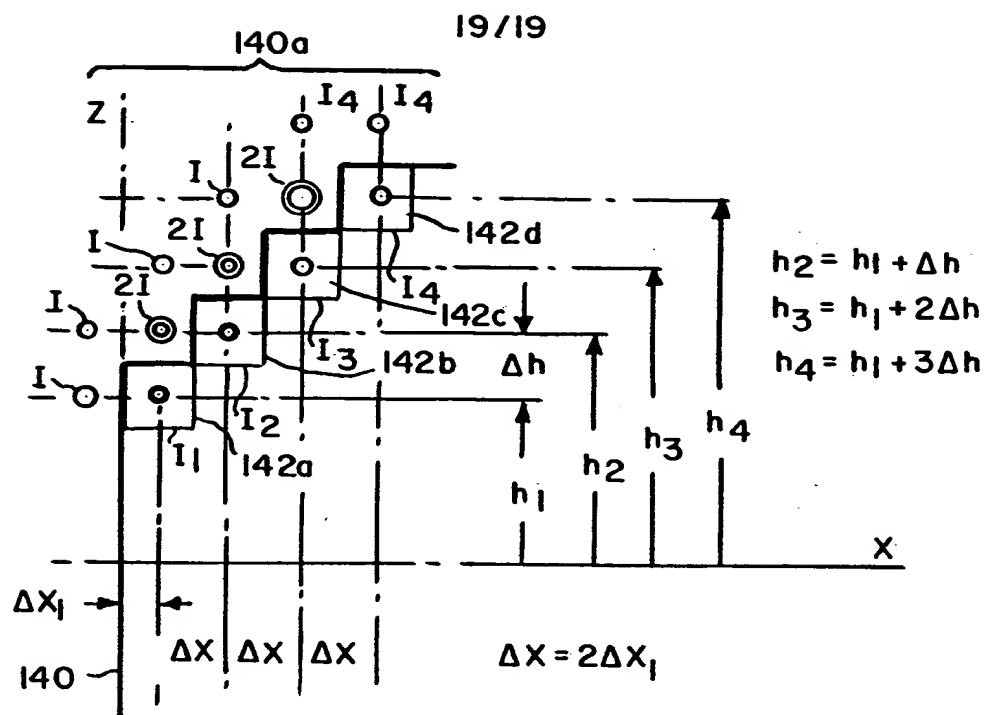 19/19
140a
Z
I4 I4
I 2I
142d
I 2I
I4
h2 = h1 + Δh
142c
I 2I
I3
h3 = h1 + 2Δh
142b
Δh
h4 = h1 + 3Δh
I
I2
I1
142a
h1
h2
h3
h4
X
ΔX1
ΔX ΔX ΔX
ΔX = 2ΔX1
140